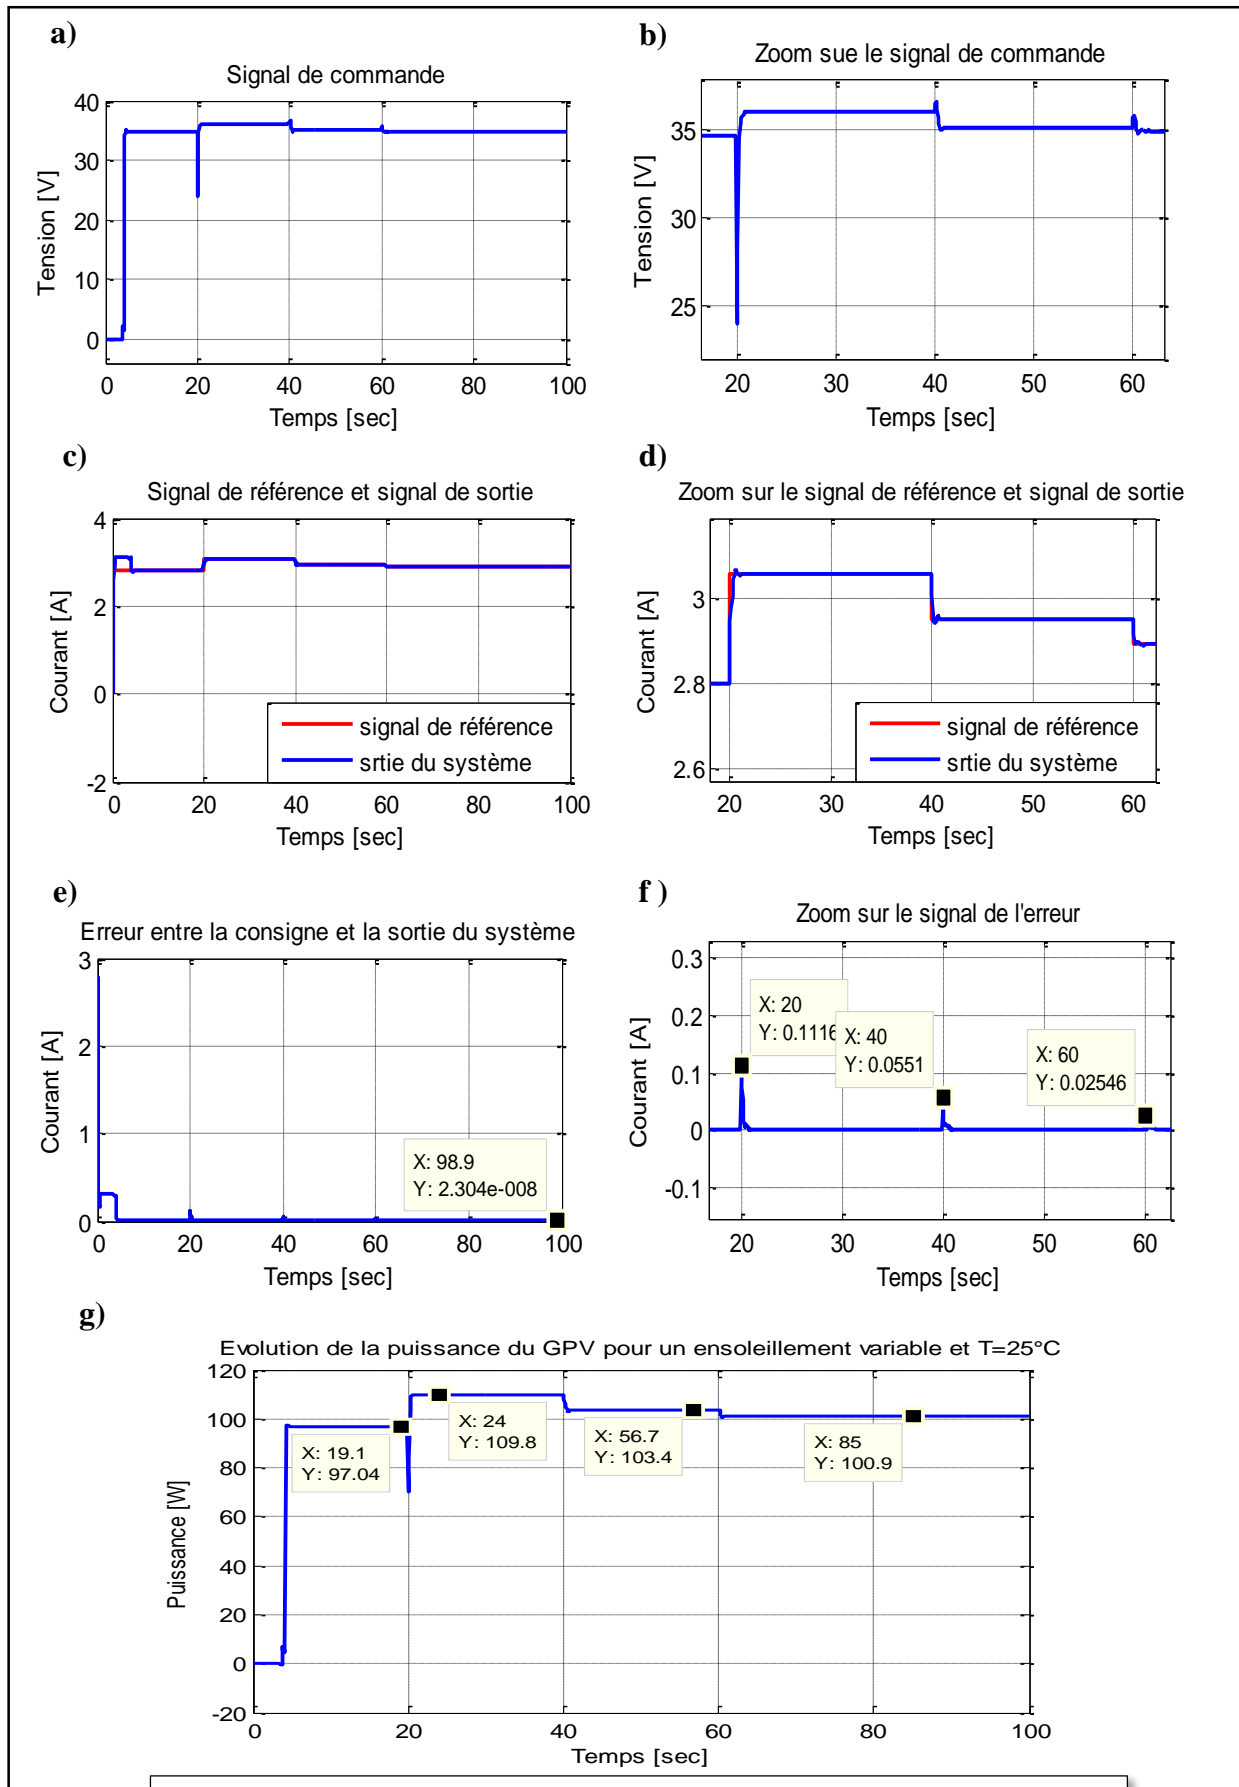 a)
Signal de commande
Tension [V]
40
30
20
10
0
0 20 40 60 80 100
Temps [sec]
b)
Zoom sue le signal de commande
Tension [V]
35
30
25
20 30 40 50 60
Temps [sec]
c)
Signal de référence et signal de sortie
Courant [A]
4
2
0
-2
signal de référence
srtie du système
0 20 40 60 80 100
Temps [sec]
d)
Zoom sur le signal de référence et signal de sortie
Courant [A]
3
2.8
2.6
signal de référence
srtie du système
20 30 40 50 60
Temps [sec]
e)
Erreur entre la consigne et la sortie du système
Courant [A]
3
2
1
0
X: 98.9
Y: 2.304e-008
0 20 40 60 80 100
Temps [sec]
f )
Zoom sur le signal de l'erreur
Courant [A]
0.3
0.2
0.1
0
-0.1
X: 20
Y: 0.1116
X: 40
Y: 0.0551
X: 60
Y: 0.02546
20 30 40 50 60
Temps [sec]
g)
Evolution de la puissance du GPV pour un ensoleillement variable et T=25°C
Puissance [W]
120
100
80
60
40
20
0
-20
X: 19.1
Y: 97.04
X: 24
Y: 109.8
X: 56.7
Y: 103.4
X: 85
Y: 100.9
0 20 40 60 80 100
Temps [sec]